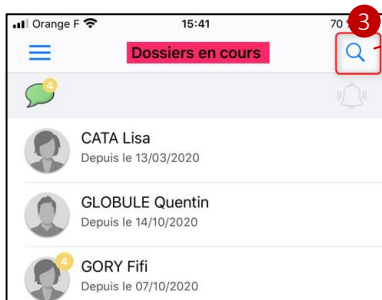 Orange F 15:41 70
3
Dossiers en cours
4
CATA Lisa
Depuis le 13/03/2020
GLOBULE Quentin
Depuis le 14/10/2020
4
GORY Fifi
Depuis le 07/10/2020